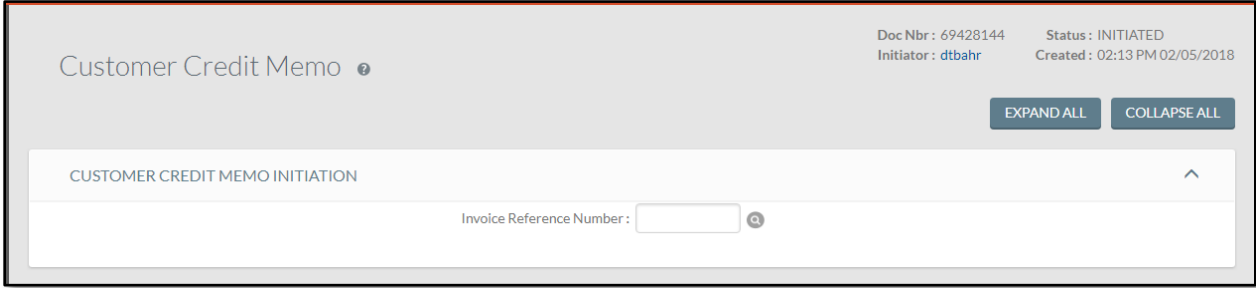 Doc Nbr : 69428144 Status : INITIATED
Customer Credit Memo ?
Initiator : dtbahr Created : 02:13 PM 02/05/2018
EXPAND ALL COLLAPSE ALL
CUSTOMER CREDIT MEMO INITIATION
Invoice Reference Number :